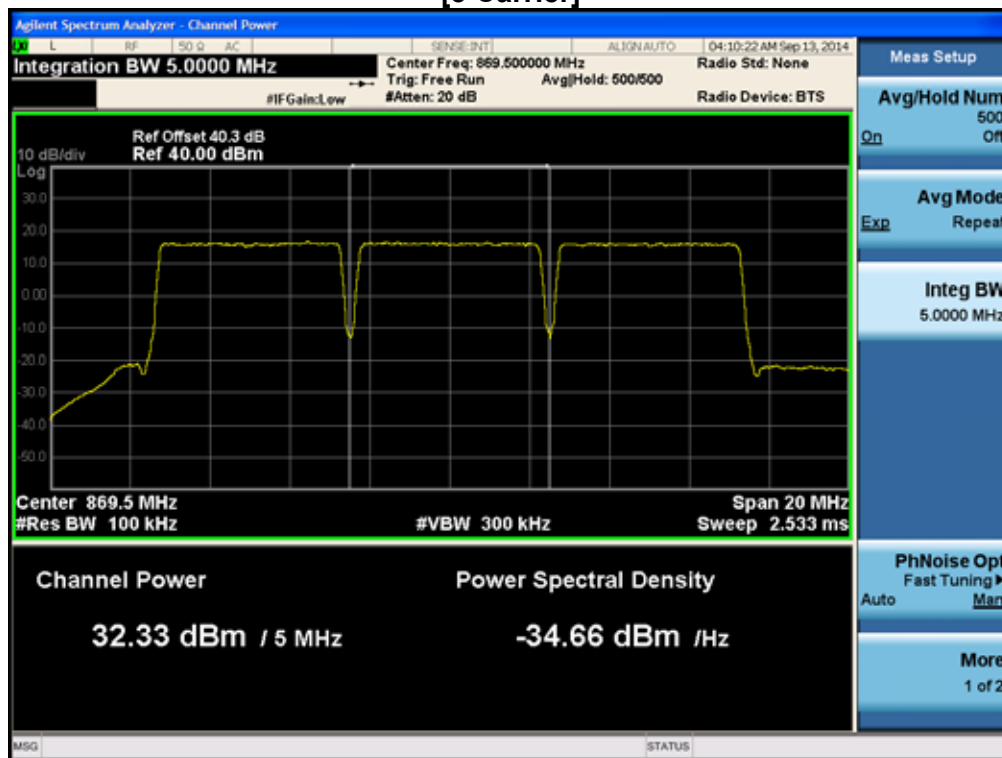 Agilent Spectrum Analyzer - Channel Power
L RF 50 Ω AC SENSE:INT ALIGN AUTO 04:10:22 AM Sep 13, 2014
Integration BW 5.0000 MHz
Center Freq: 869.500000 MHz
Radio Std: None
Trig: Free Run Avg|Hold: 500/500
#IFGain:Low
#Atten: 20 dB
Radio Device: BTS
Ref Offset 40.3 dB
10 dB/div Ref 40.00 dBm
Log
30.0
20.0
10.0
0.00
-10.0
-20.0
-30.0
-40.0
-50.0
Center 869.5 MHz Span 20 MHz
#Res BW 100 kHz #VBW 300 kHz Sweep 2.533 ms
Channel Power Power Spectral Density
32.33 dBm / 5 MHz -34.66 dBm /Hz
MSG STATUS
Meas Setup
Avg/Hold Num
500
On Off
Avg Mode
Exp Repeat
Integ BW
5.0000 MHz
PhNoise Opt
Fast Tuning
Auto Man
More
1 of 2